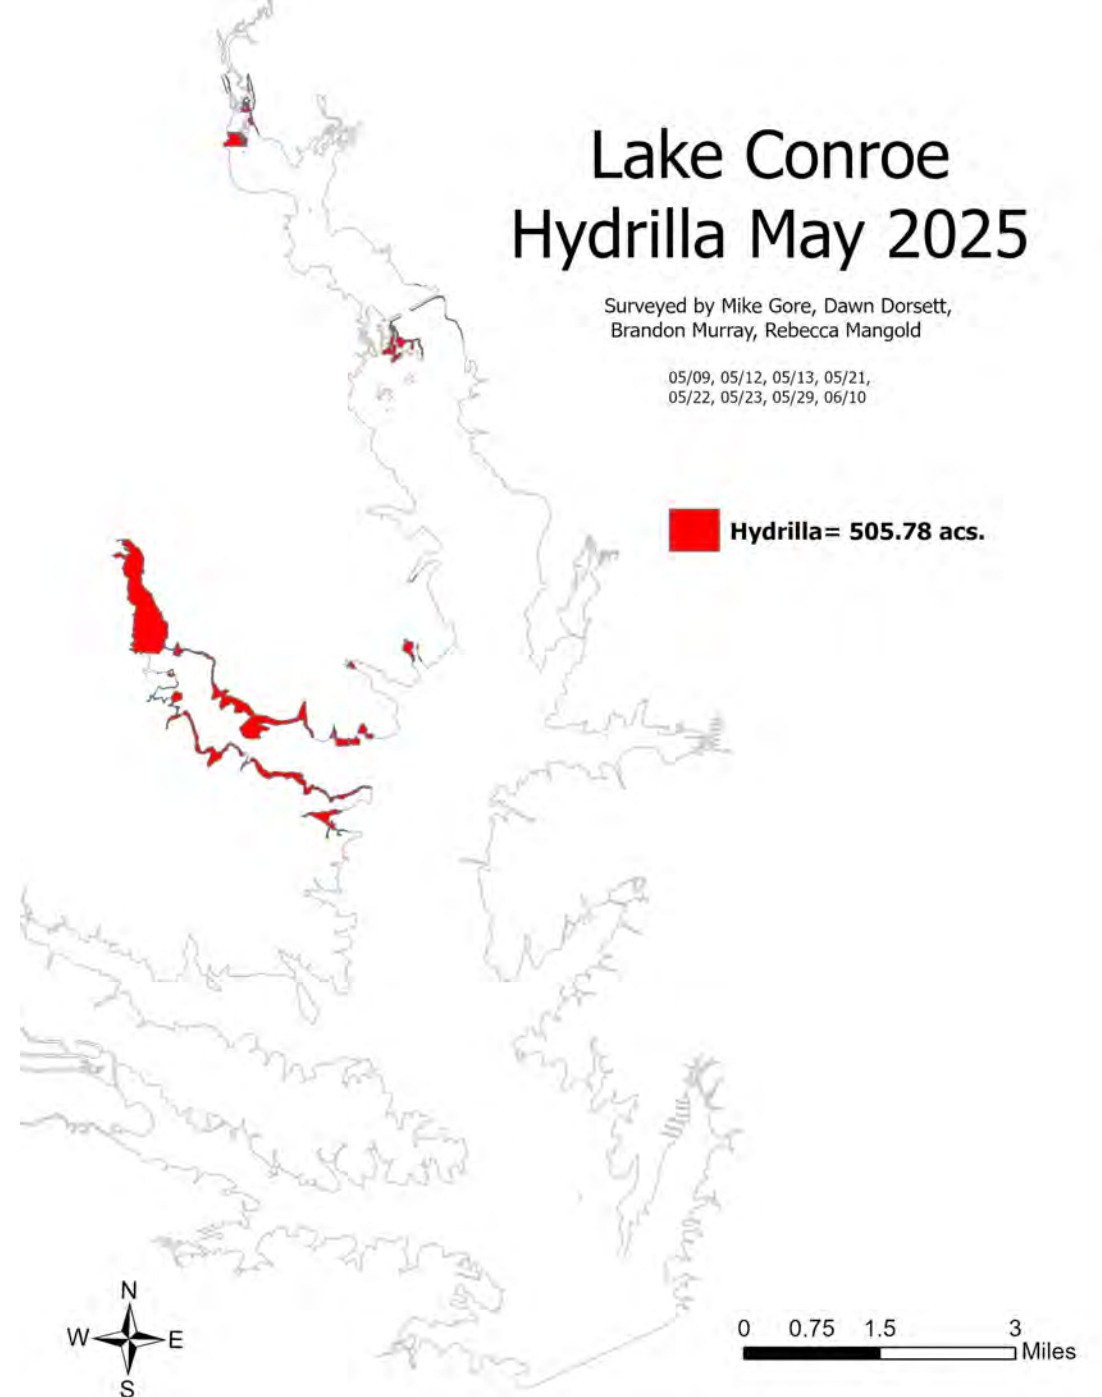 Lake Conroe
Hydrilla May 2025
Surveyed by Mike Gore, Dawn Dorsett,
Brandon Murray, Rebecca Mangold
05/09, 05/12, 05/13, 05/21,
05/22, 05/23, 05/29, 06/10
Hydrilla= 505.78 acs.
N
W E
S
0 0.75 1.5 3
Miles